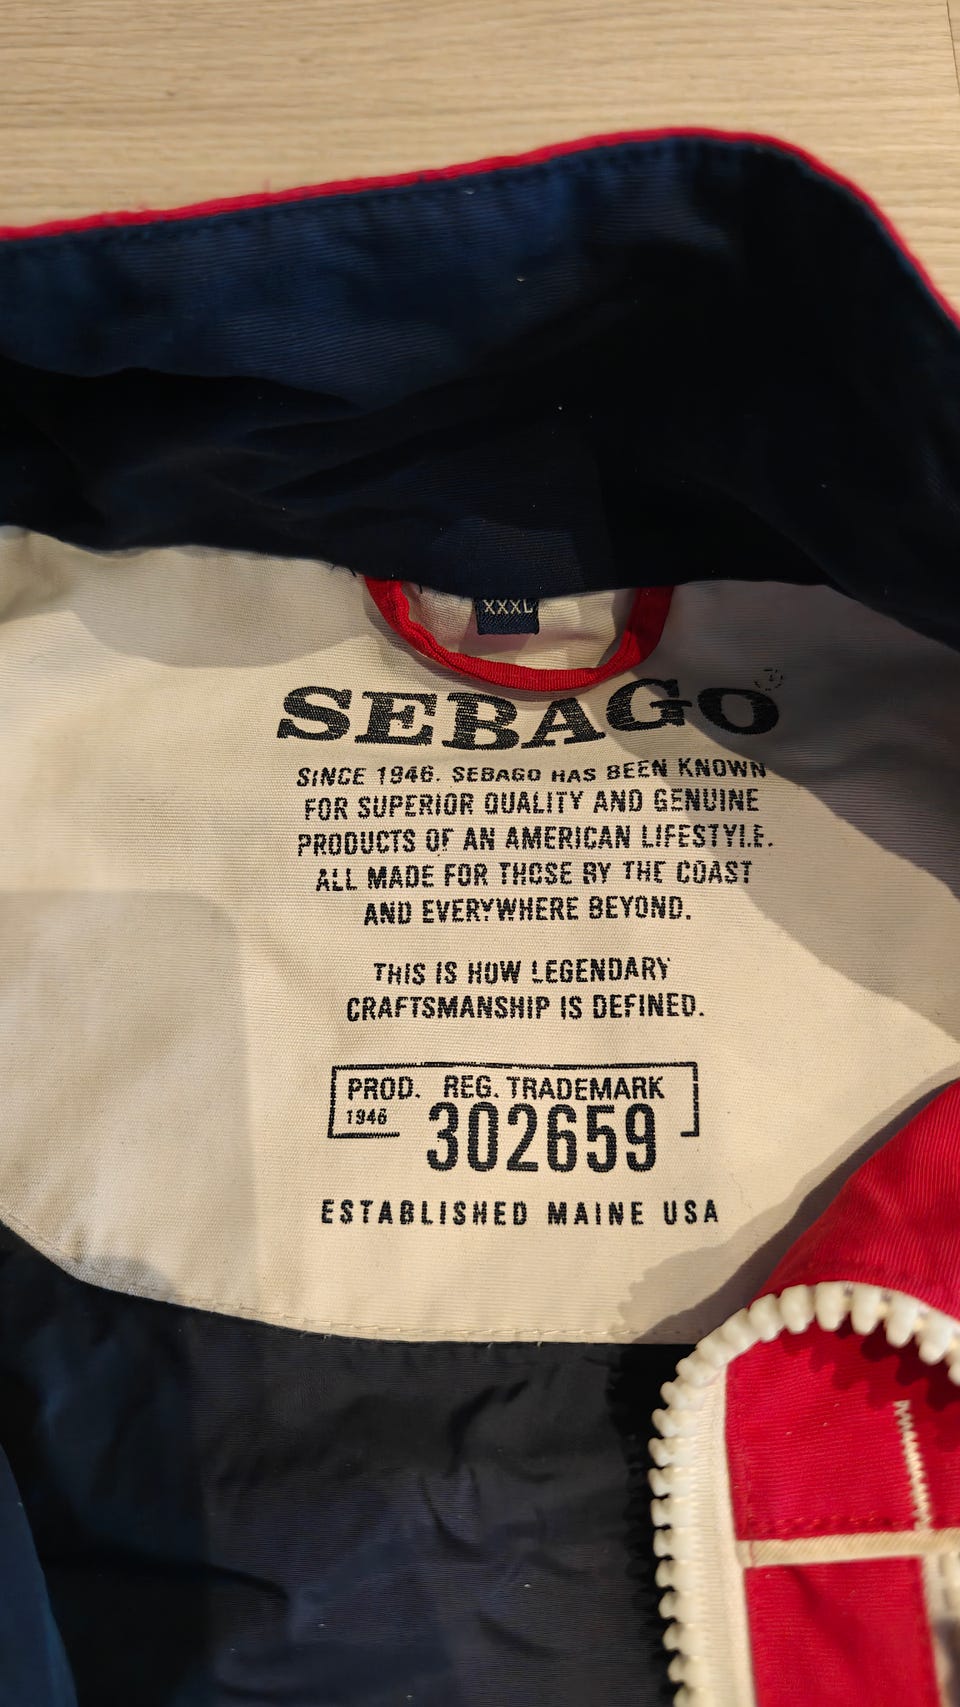 XXXL
SEBAGO
SINCE 1946. SEBAGO HAS BEEN KNOWN
FOR SUPERIOR QUALITY AND GENUINE
PRODUCTS OF AN AMERICAN LIFESTYLE.
ALL MADE FOR THOSE BY THE COAST
AND EVERYWHERE BEYOND.
THIS IS HOW LEGENDARY
CRAFTSMANSHIP IS DEFINED.
PROD. REG. TRADEMARK
1946 302659
ESTABLISHED MAINE USA